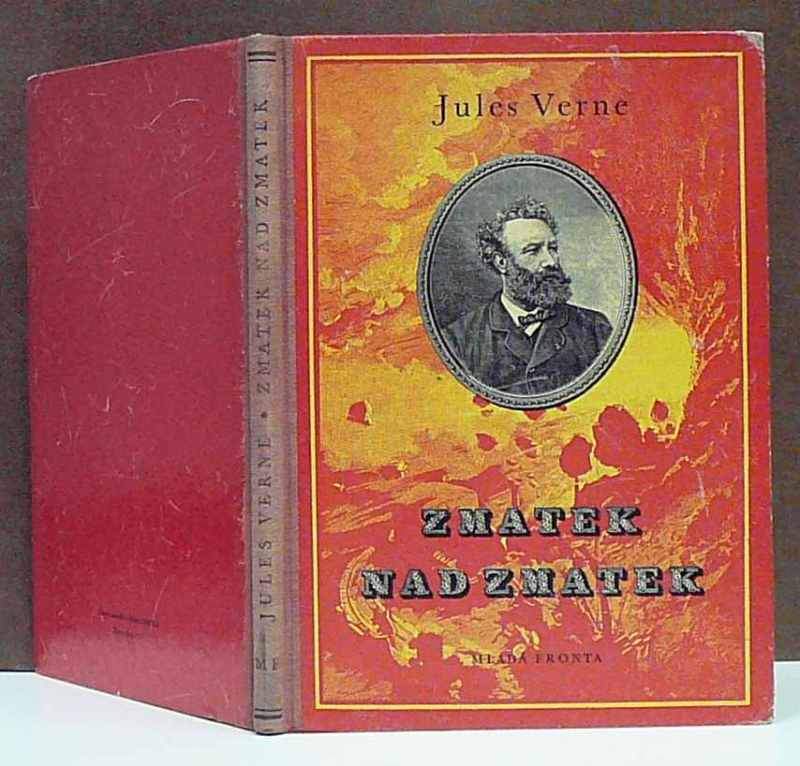 Jules Verne
ZMATEK
NAD ZMATEK
MLADÁ FRONTA
JULES VERNE • ZMATEK NAD ZMATEK
MF